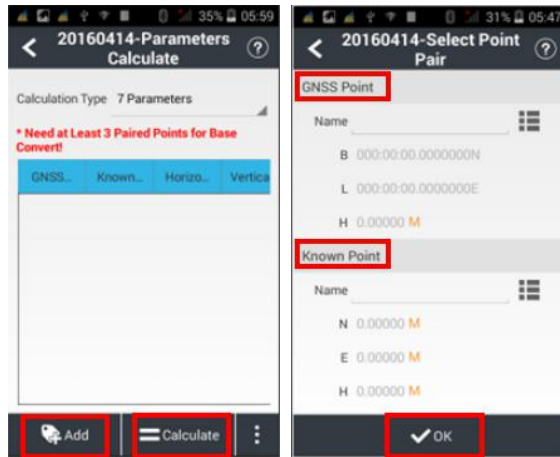 35% 05:59
20160414-Parameters
Calculate
?
Calculation Type 7 Parameters
* Need at Least 3 Paired Points for Base
Convert!
GNSS... Known... Horizo... Vertica
Add
Calculate
31% 05:47
20160414-Select Point
Pair
?
GNSS Point
Name
B 000:00:00.0000000N
L 000:00:00.0000000E
H 0.00000 M
Known Point
Name
N 0.00000 M
E 0.00000 M
H 0.00000 M
OK